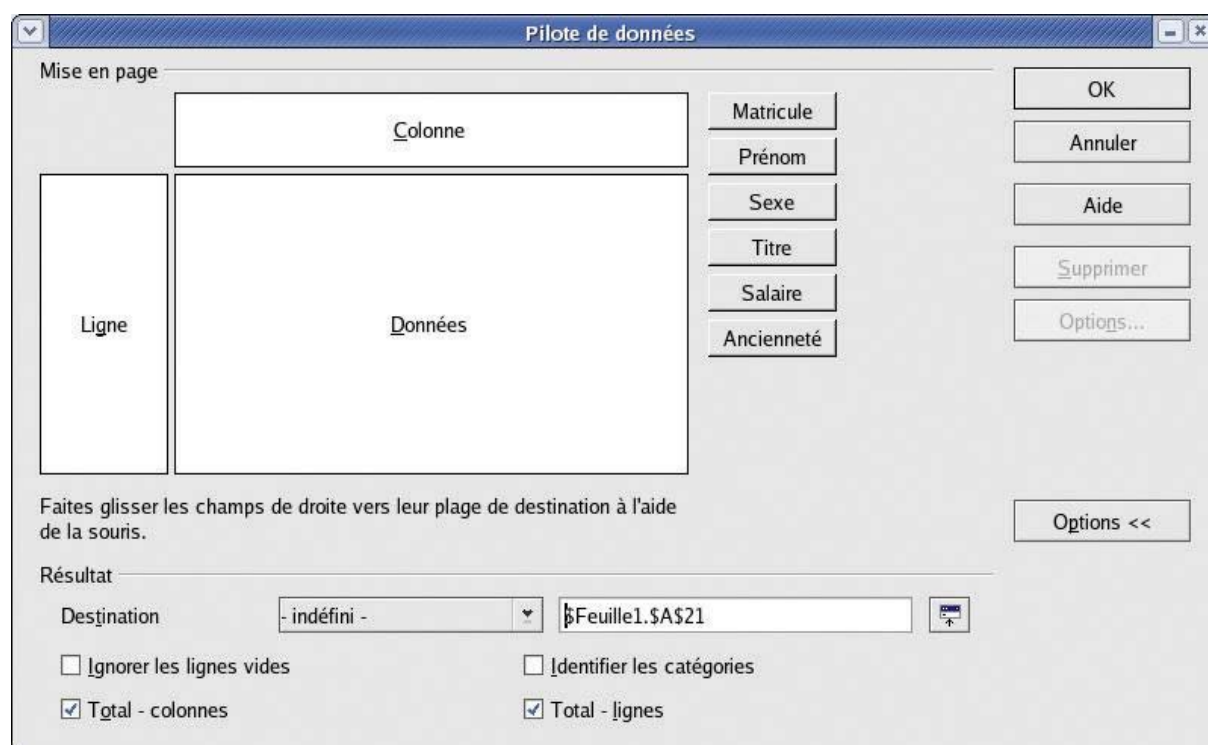 Pilote de données
Mise en page
Colonne
Ligne
Données
Matricule
Prénom
Sexe
Titre
Salaire
Ancienneté
OK
Annuler
Aide
Supprimer
Options...
Faites glisser les champs de droite vers leur plage de destination à l'aide
de la souris.
Options <<
Résultat
Destination
- indéfini -
$Feuille1.$A$21
Ignorer les lignes vides
Identifier les catégories
Total - colonnes
Total - lignes